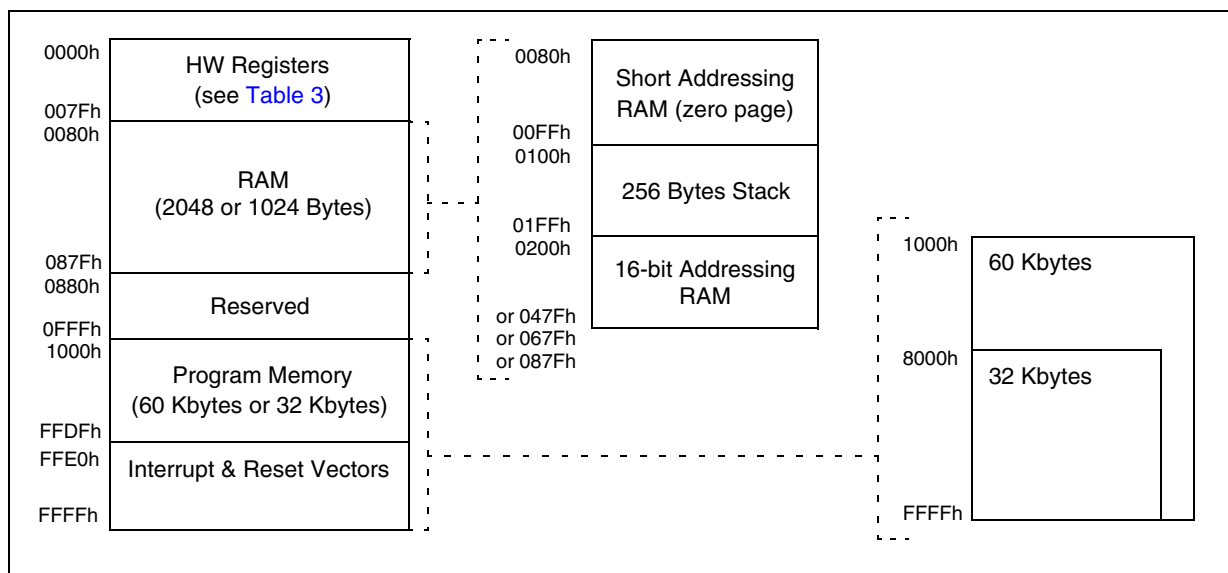 0000h
HW Registers
(see Table 3)
007Fh
0080h
RAM
(2048 or 1024 Bytes)
087Fh
0880h
Reserved
0FFFh
1000h
Program Memory
(60 Kbytes or 32 Kbytes)
FFDFh
FFE0h
Interrupt & Reset Vectors
FFFFh
0080h
Short Addressing
RAM (zero page)
00FFh
0100h
256 Bytes Stack
01FFh
0200h
16-bit Addressing
RAM
or 047Fh
or 067Fh
or 087Fh
1000h
60 Kbytes
8000h
32 Kbytes
FFFFh